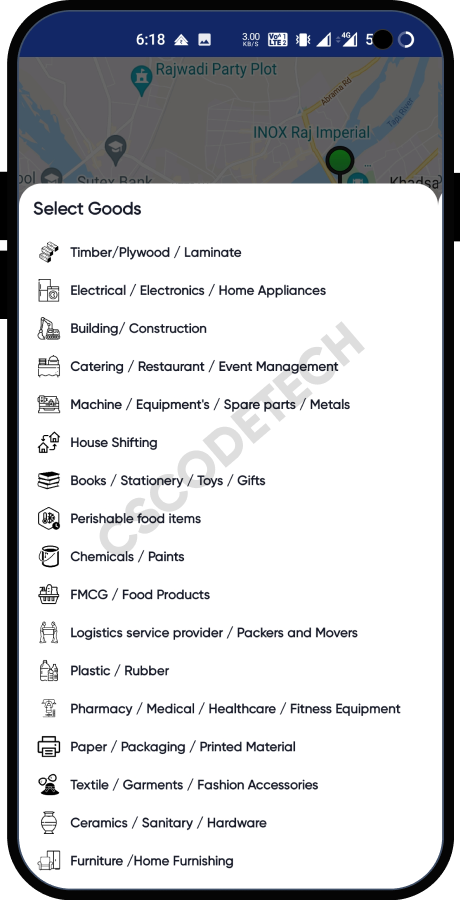 6:18 3.00 KB/S Vo1 LTE 2 4G 5
Rajwadi Party Plot
Abrama Rd
Tapi River
INOX Raj Imperial
ool Sutex Bank Khadsa
Select Goods
Timber/Plywood / Laminate
Electrical / Electronics / Home Appliances
Building/ Construction
Catering / Restaurant / Event Management
Machine / Equipment's / Spare parts / Metals
House Shifting
Books / Stationery / Toys / Gifts
Perishable food items
Chemicals / Paints
FMCG / Food Products
Logistics service provider / Packers and Movers
Plastic / Rubber
Pharmacy / Medical / Healthcare / Fitness Equipment
Paper / Packaging / Printed Material
Textile / Garments / Fashion Accessories
Ceramics / Sanitary / Hardware
Furniture /Home Furnishing
CSCODETECH